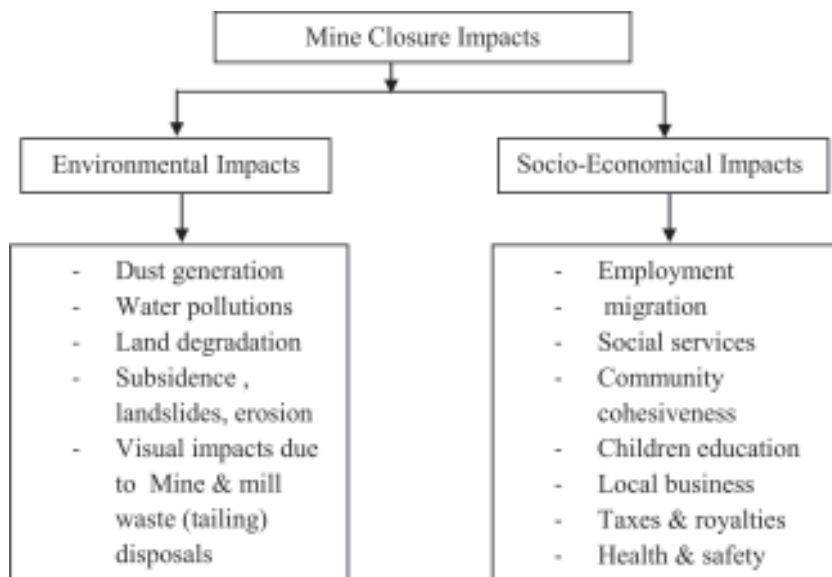 Mine Closure Impacts
Environmental Impacts
Socio-Economical Impacts
- Dust generation
- Water pollutions
- Land degradation
- Subsidence ,
landslides, erosion
- Visual impacts due
to Mine & mill
waste (tailing)
disposals
- Employment
- migration
- Social services
- Community
cohesiveness
- Children education
- Local business
- Taxes & royalties
- Health & safety